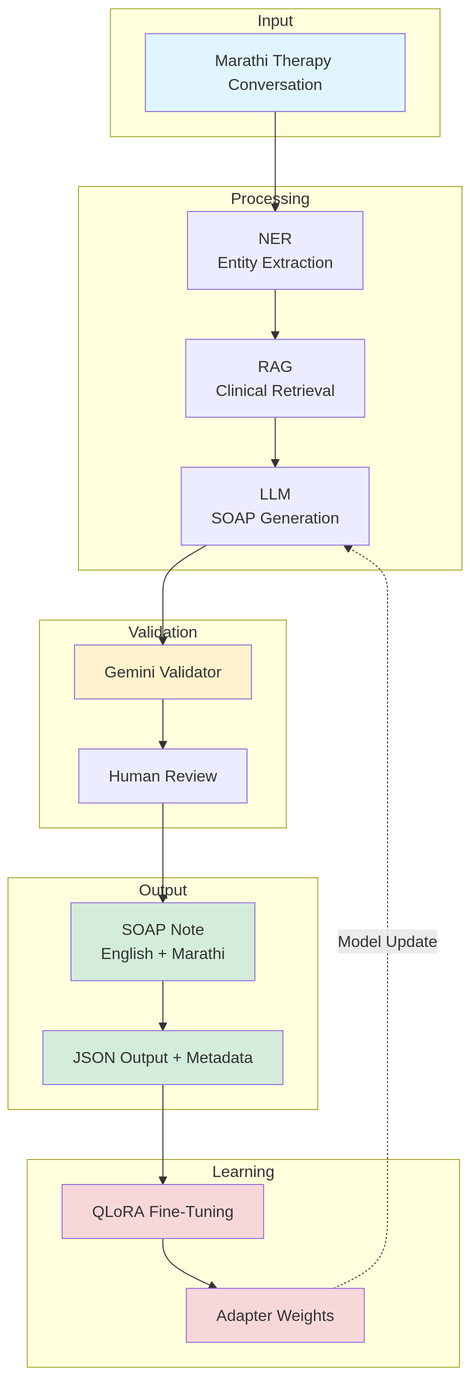 Input
Marathi Therapy
Conversation
Processing
NER
Entity Extraction
RAG
Clinical Retrieval
LLM
SOAP Generation
Validation
Gemini Validator
Human Review
Output
SOAP Note
English + Marathi
Model Update
JSON Output + Metadata
Learning
QLoRA Fine-Tuning
Adapter Weights